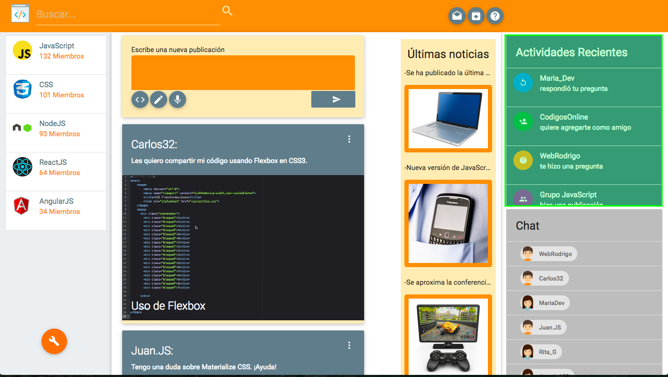 Buscar...
JavaScript
132 Miembros
CSS
101 Miembros
NodeJS
93 Miembros
ReactJS
64 Miembros
AngularJS
34 Miembros
Escribe una nueva publicación
Carlos32:
Les quiero compartir mi código usando Flexbox en CSS3.
Uso de Flexbox
Juan.JS:
Tengo una duda sobre Materialize CSS. ¡Ayuda!
Últimas noticias
-Se ha publicado la última ...
-Nueva versión de JavaScr...
-Se aproxima la conferenci...
Actividades Recientes
Maria_Dev
respondió tu pregunta
CodigosOnline
quiere agregarte como amigo
WebRodrigo
te hizo una pregunta
Grupo JavaScript
hizo una publicación
Chat
WebRodrigo
Carlos32
MariaDev
Juan.JS
Rita_G